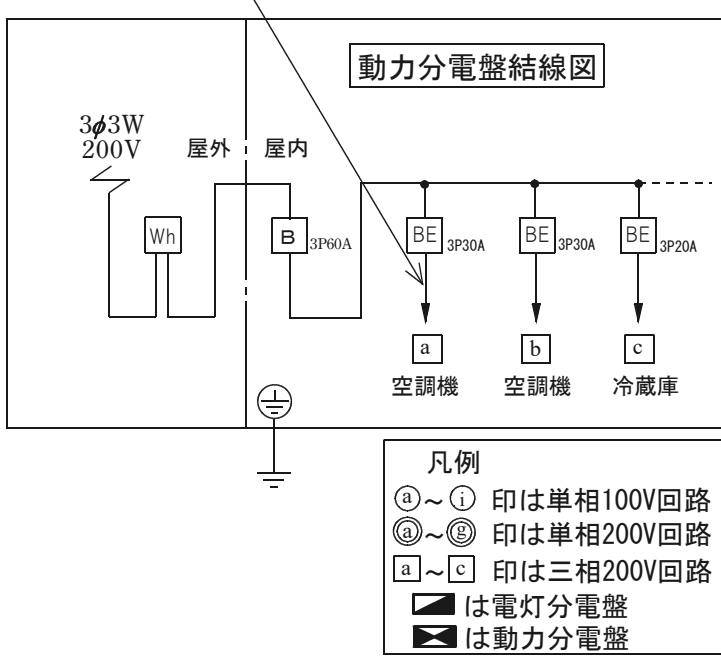 動力分電盤結線図
3φ3W
200V
屋外
屋内
Wh
B
3P60A
BE
3P30A
BE
3P30A
BE
3P20A
a
b
c
空調機
空調機
冷蔵庫
凡例
ⓐ～ⓘ 印は単相100V回路
ⓐ～ⓖ 印は単相200V回路
a～c 印は三相200V回路
は電灯分電盤
は動力分電盤